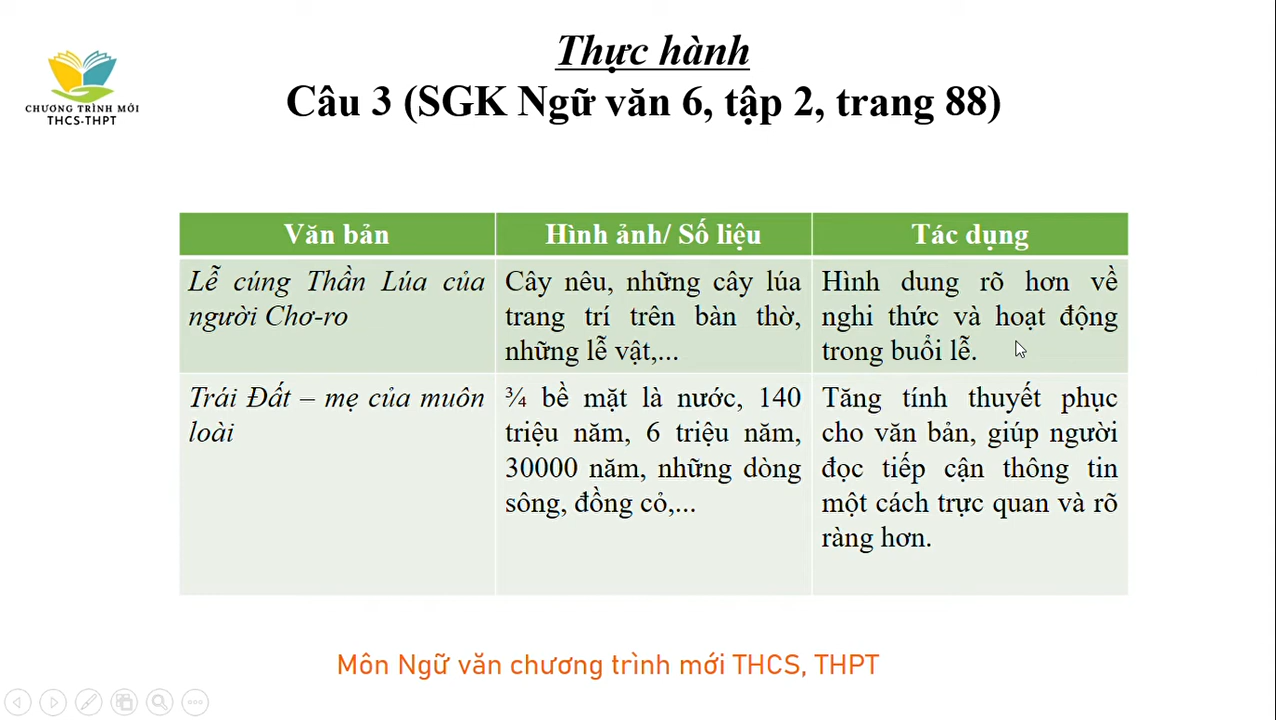 Thực hành
CHƯƠNG TRÌNH MỚI
THCS-THPT
Câu 3 (SGK Ngữ văn 6, tập 2, trang 88)
Văn bản
Hình ảnh/ Số liệu
Tác dụng
Lễ cúng Thần Lúa của
người Chơ-ro
Cây nêu, những cây lúa
trang trí trên bàn thờ,
những lễ vật,...
Hình dung rõ hơn về
nghi thức và hoạt động
trong buổi lễ.
Trái Đất – mẹ của muôn
loài
¾ bề mặt là nước, 140
triệu năm, 6 triệu năm,
30000 năm, những dòng
sông, đồng cỏ,...
Tăng tính thuyết phục
cho văn bản, giúp người
đọc tiếp cận thông tin
một cách trực quan và rõ
ràng hơn.
Môn Ngữ văn chương trình mới THCS, THPT